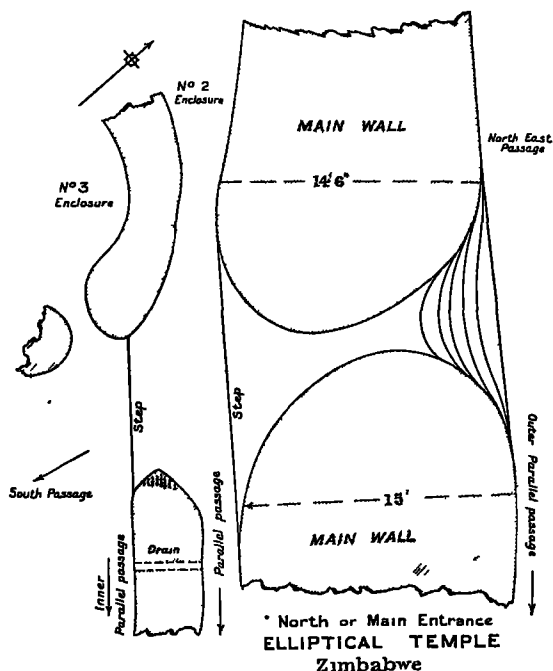 No 2
Enclosure
MAIN WALL
North East
Passage
14' 6"
No 3
Enclosure
Step
Step
South Passage
Drain
Inner
Parallel passage
Parallel passage
15'
MAIN WALL
Outer Parallel passage
North or Main Entrance
ELLIPTICAL TEMPLE
Zimbabwe